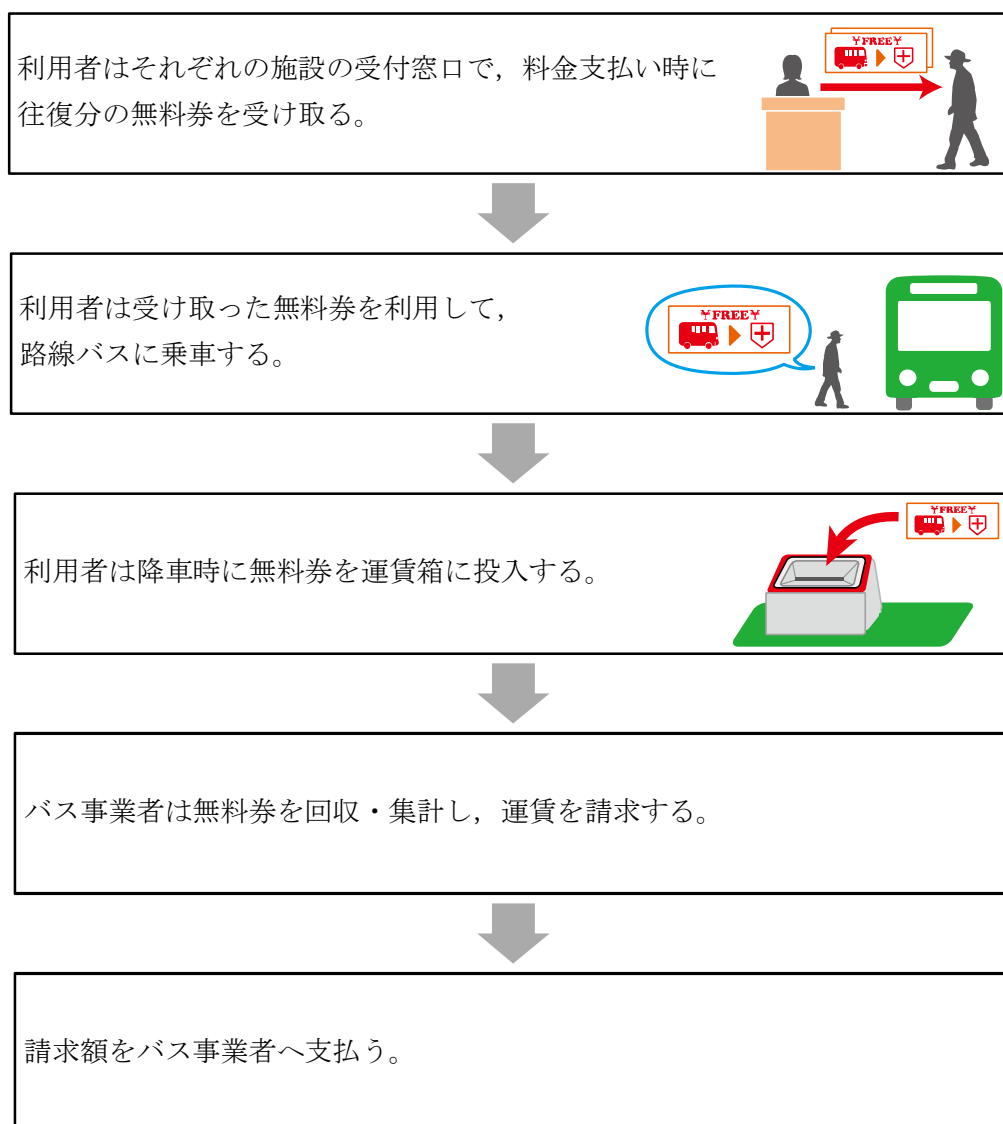 利用者はそれぞれの施設の受付窓口で，料金支払い時に
往復分の無料券を受け取る。
¥FREE¥
利用者は受け取った無料券を利用して，
路線バスに乗車する。
¥FREE¥
利用者は降車時に無料券を運賃箱に投入する。
¥FREE¥
バス事業者は無料券を回収・集計し，運賃を請求する。
請求額をバス事業者へ支払う。